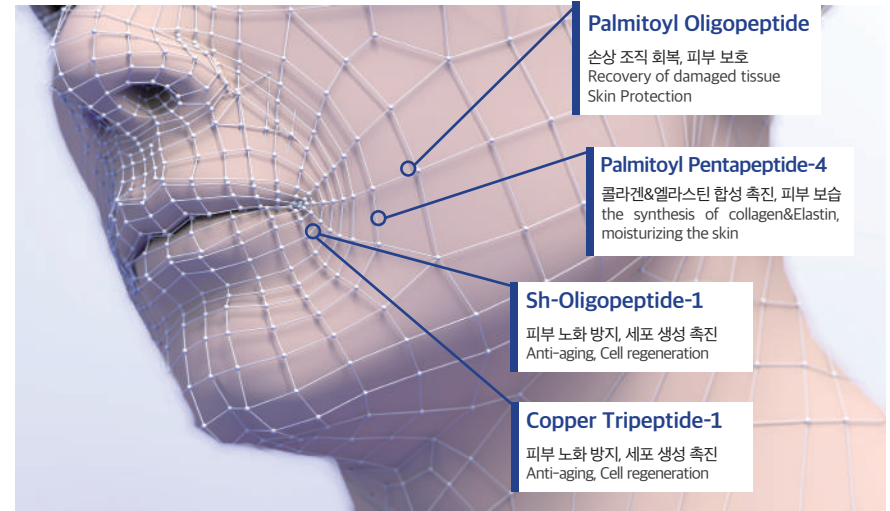 Palmitoyl Oligopeptide
손상 조직 회복, 피부 보호
Recovery of damaged tissue
Skin Protection
Palmitoyl Pentapeptide-4
콜라겐&엘라스틴 합성 촉진, 피부 보습
the synthesis of collagen&Elastin,
moisturizing the skin
Sh-Oligopeptide-1
피부 노화 방지, 세포 생성 촉진
Anti-aging, Cell regeneration
Copper Tripeptide-1
피부 노화 방지, 세포 생성 촉진
Anti-aging, Cell regeneration